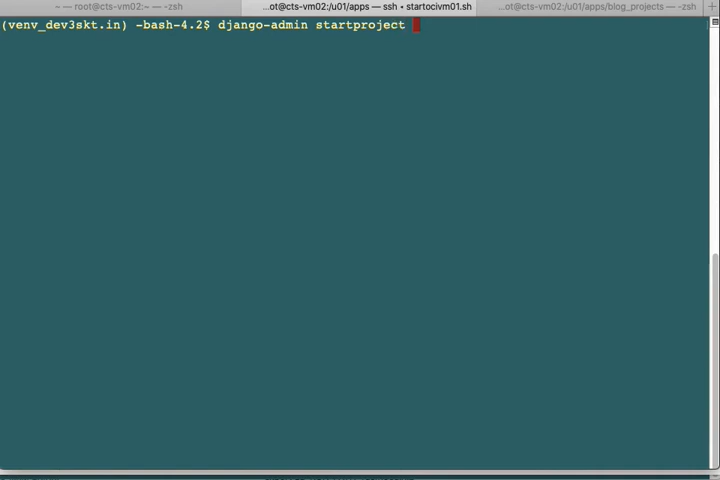 ~ — root@cts-vm02:~ — -zsh
...ot@cts-vm02:/u01/apps — ssh • startocivm01.sh
...ot@cts-vm02:/u01/apps/blog_projects — -zsh
+
(venv_dev3skt.in) -bash-4.2$ django-admin startproject